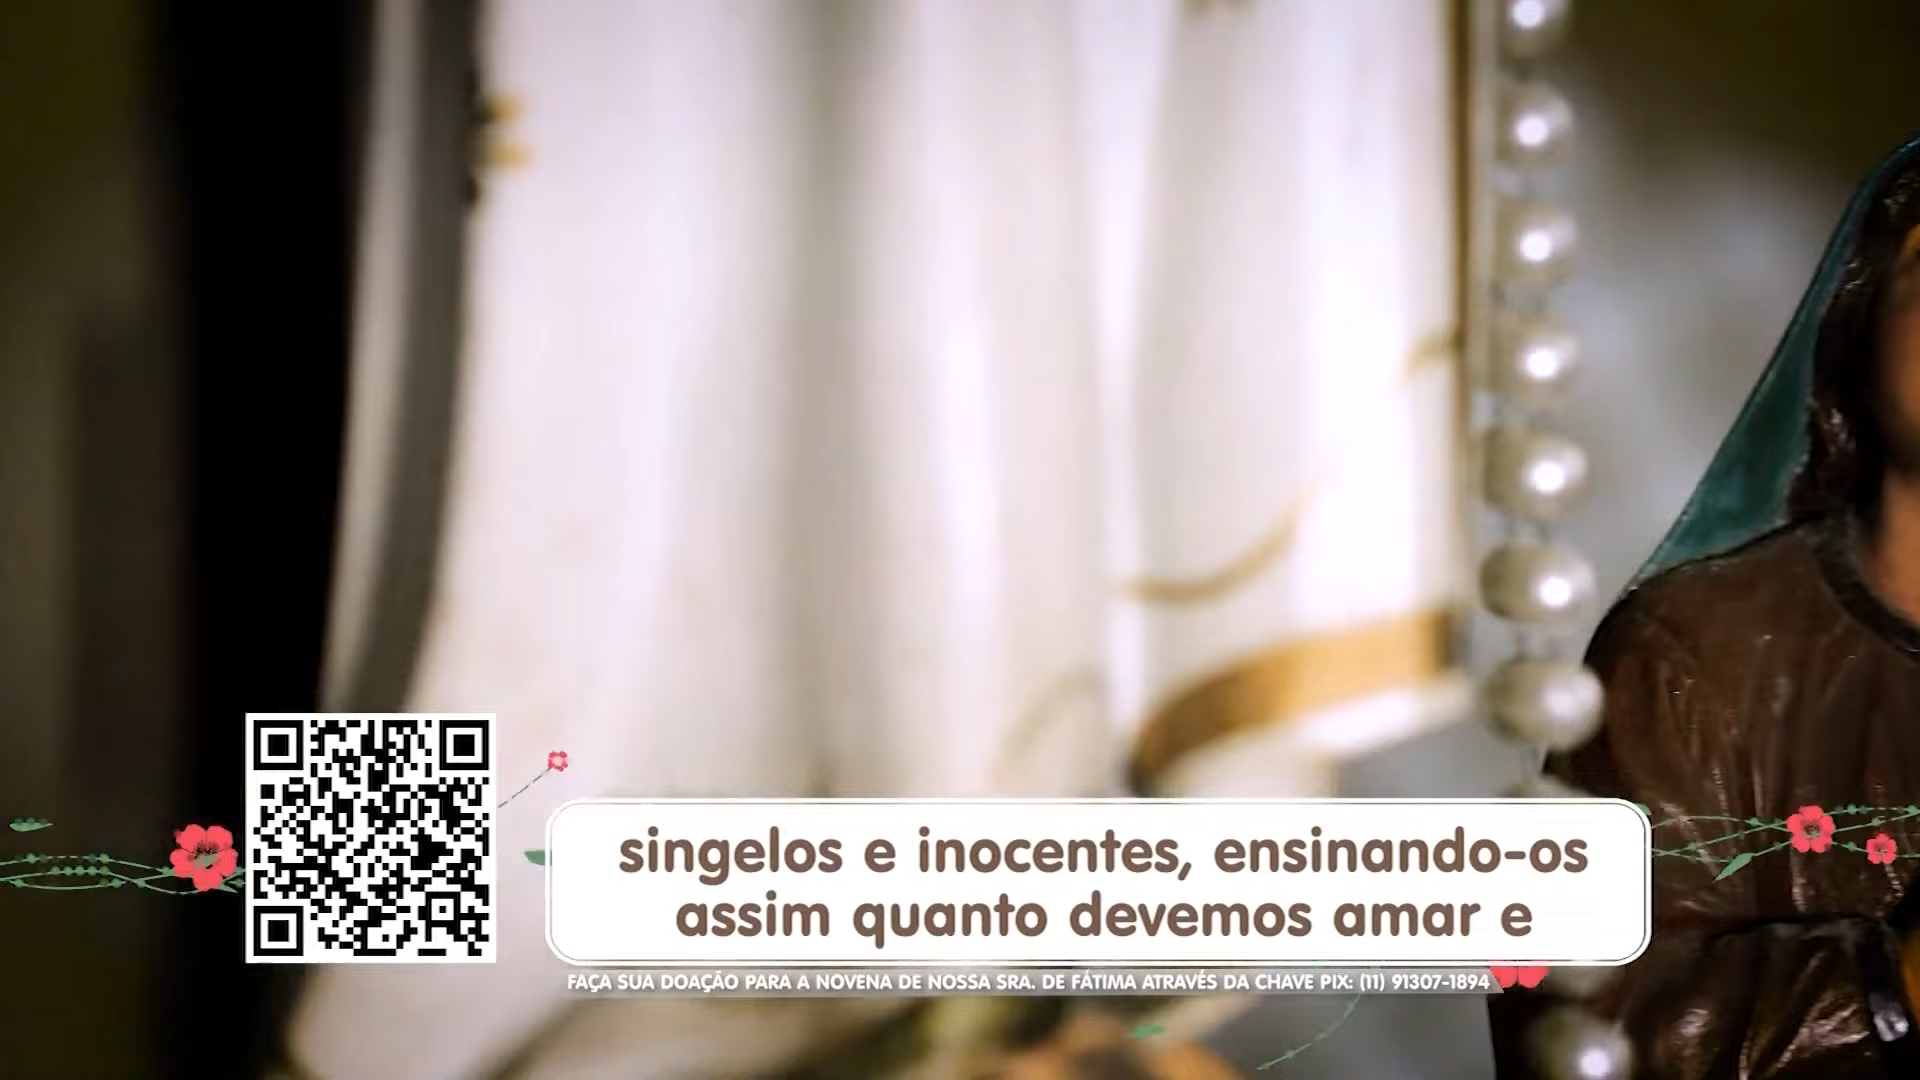 singelos e inocentes, ensinando-os
assim quanto devemos amar e
FAÇA SUA DOAÇÃO PARA A NOVENA DE NOSSA SRA. DE FÁTIMA ATRAVÉS DA CHAVE PIX: (11) 91307-1894